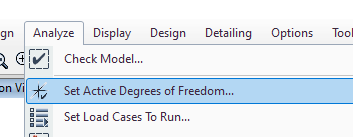 gn Analyze Display Design Detailing Options Tool
Check Model...
on Vi
Set Active Degrees of Freedom...
Set Load Cases To Run...